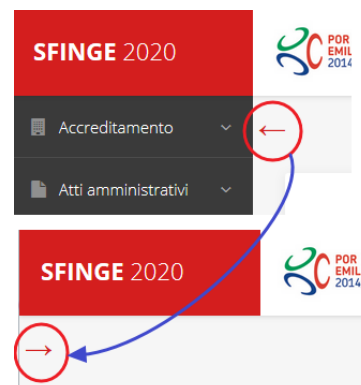 SFINGE 2020
POR
EMIL
2014
Accreditamento
←
Atti amministrativi
SFINGE 2020
POR
EMIL
2014
→